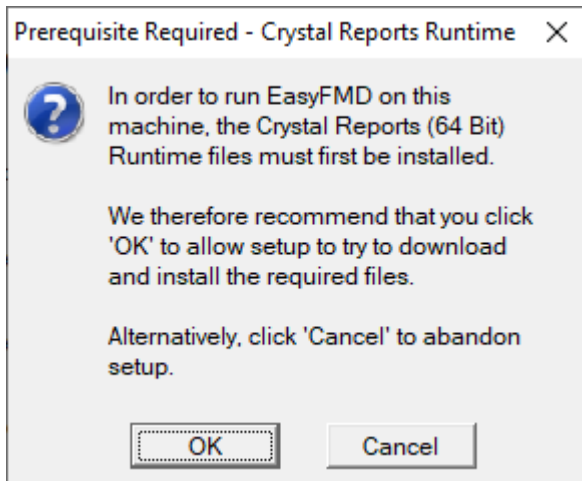 Prerequisite Required - Crystal Reports Runtime
In order to run EasyFMD on this
machine, the Crystal Reports (64 Bit)
Runtime files must first be installed.
We therefore recommend that you click
'OK' to allow setup to try to download
and install the required files.
Alternatively, click 'Cancel' to abandon
setup.
OK
Cancel